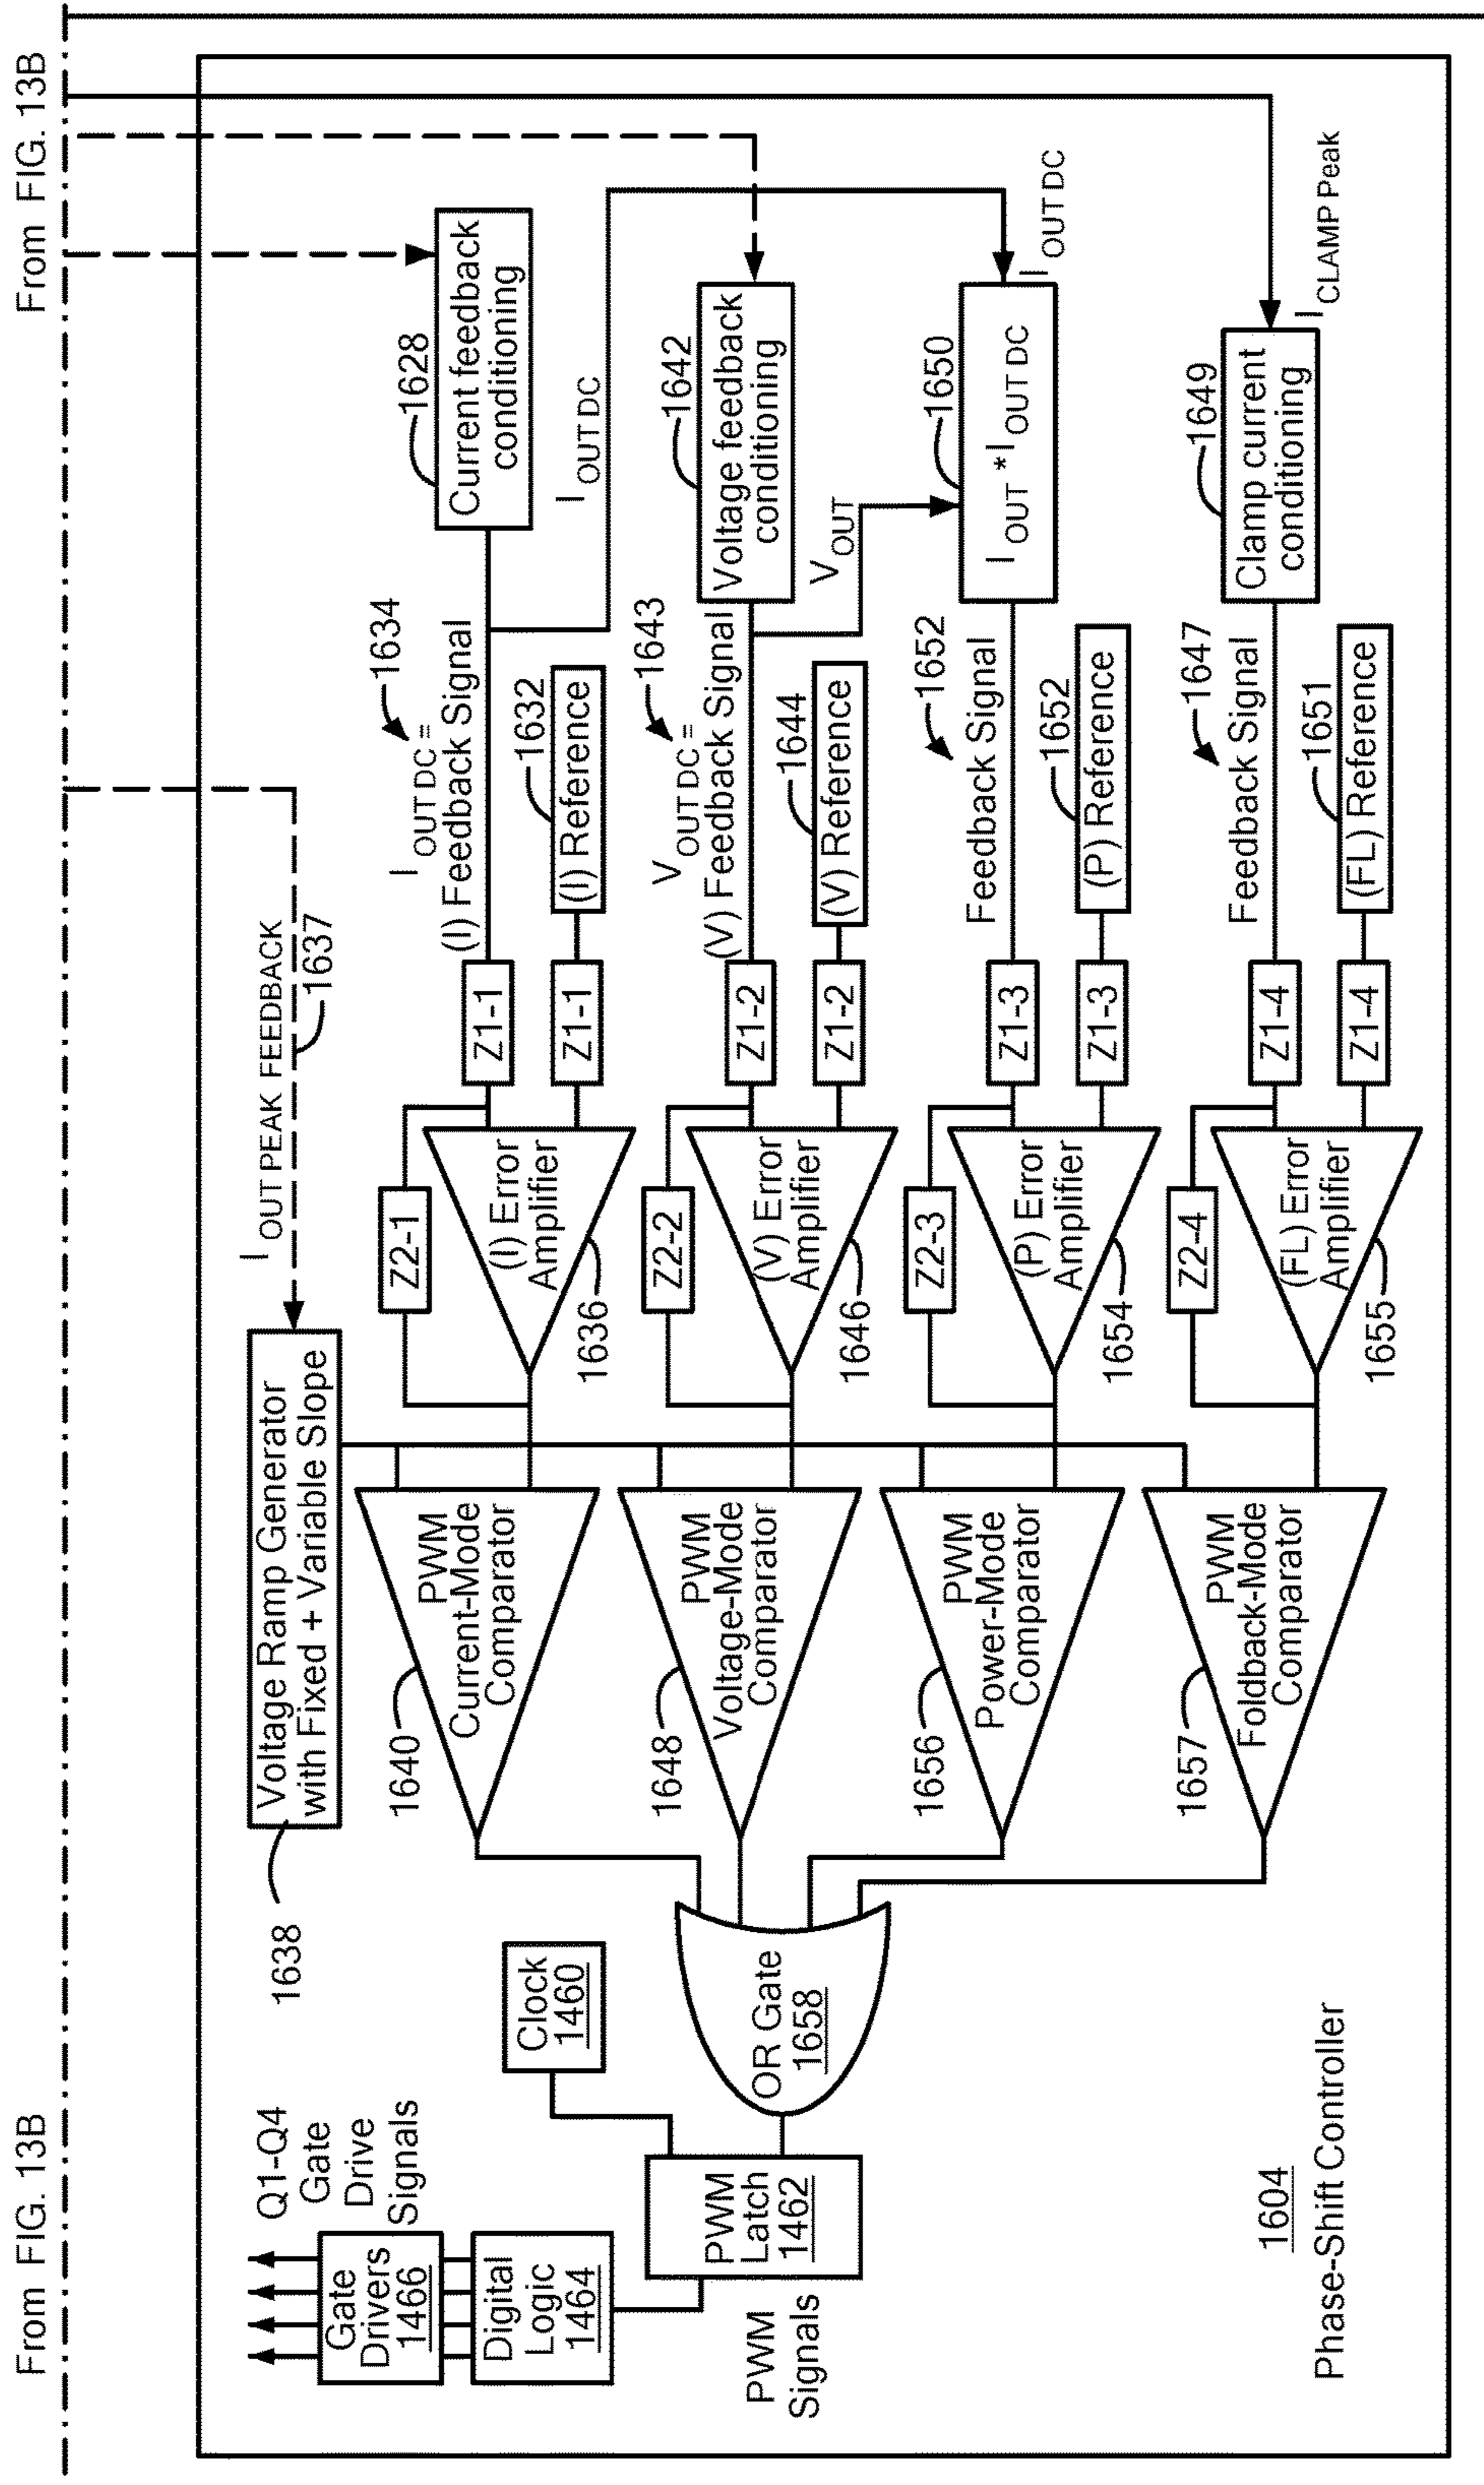 From FIG. 13B
From FIG. 13B
Q1-Q4
Gate
Drive
Signals
Gate
Drivers
1466
Digital
Logic
1464
PWM
Signals
PWM
Latch
1462
Clock
1460
OR Gate
1658
1604
Phase-Shift Controller
1638
Voltage Ramp Generator
with Fixed + Variable Slope
I OUT PEAK FEEDBACK
1637
1640
PWM
Current-Mode
Comparator
Z2-1
(I) Error
Amplifier
1636
Z1-1
Z1-1
I OUT DC =
(I) Feedback Signal
1634
1632
(I) Reference
1628
Current feedback
conditioning
I OUT DC
1648
PWM
Voltage-Mode
Comparator
Z2-2
(V) Error
Amplifier
1646
Z1-2
Z1-2
V OUT DC =
(V) Feedback Signal
1643
1644
(V) Reference
1642
Voltage feedback
conditioning
V OUT
1656
PWM
Power-Mode
Comparator
Z2-3
(P) Error
Amplifier
1654
Z1-3
Z1-3
Feedback Signal
1652
1652
(P) Reference
1650
I OUT *I OUT DC
I OUT DC
1657
PWM
Foldback-Mode
Comparator
Z2-4
(FL) Error
Amplifier
1655
Z1-4
Z1-4
Feedback Signal
1647
1651
(FL) Reference
1649
Clamp current
conditioning
I CLAMP Peak